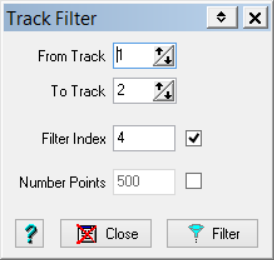 Track Filter
From Track 1
To Track 2
Filter Index 4
Number Points 500
? Close Filter